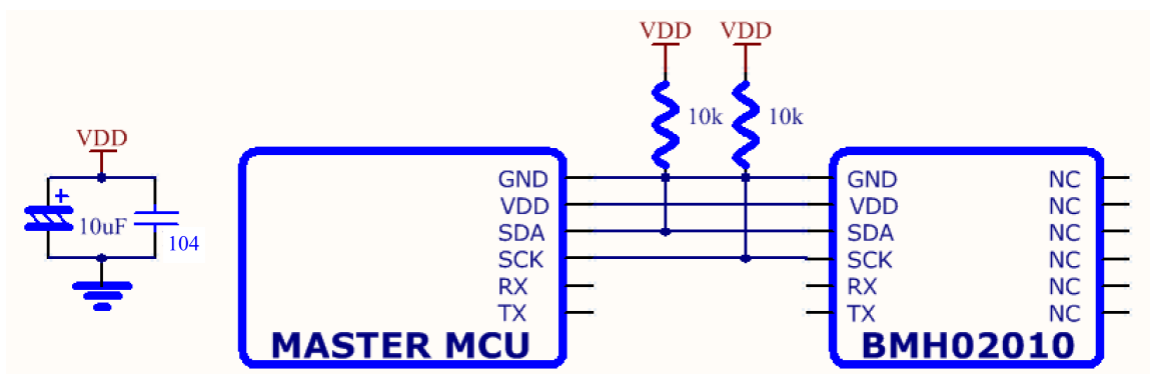 VDD VDD
10k 10k
VDD
+
10uF
104
GND
VDD
SDA
SCK
RX
TX
MASTER MCU
GND NC
VDD NC
SDA NC
SCK NC
RX NC
TX NC
BMH02010